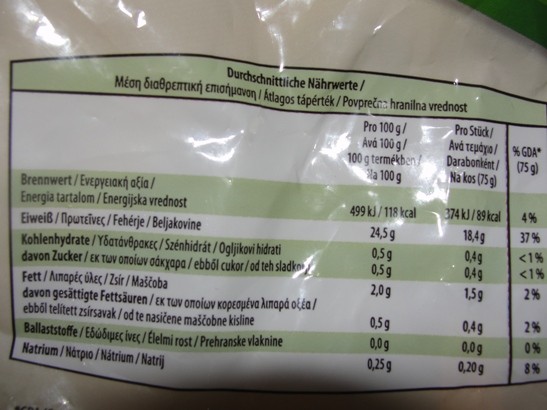 Durchschnittliche Nährwerte /
Μέση διαθρεπτική επισήμανση / Átlagos tápérték / Povprečna hranilna vrednost
Pro 100 g /
Ανά 100 g /
100 g termékben /
Na 100 g
Pro Stück /
Ανά τεμάχιο /
Darabonként /
Na kos (75 g)
% GDA*
(75 g)
Brennwert / Ενεργειακή αξία /
Energia tartalom / Energijska vrednost 499 kJ / 118 kcal 374 kJ / 89 kcal 4 %
Eiweiß / Πρωτεΐνες / Fehérje / Beljakovine 24,5 g 18,4 g 37 %
Kohlenhydrate / Υδατάνθρακες / Szénhidrát / Ogljikovi hidrati 0,5 g 0,4 g < 1 %
davon Zucker / εκ των οποίων σάκχαρα / ebből cukor / od teh sladkorji 0,5 g 0,4 g < 1 %
Fett / Λιπαρές ύλες / Zsír / Maščoba 2,0 g 1,5 g 2 %
davon gesättigte Fettsäuren / εκ των οποίων κορεσμένα λιπαρά οξέα /
ebből telített zsírsavak / od te nasičene maščobne kisline 0,5 g 0,4 g 2 %
Ballaststoffe / Εδώδιμες ίνες / Élelmi rost / Prehranske vlaknine 0,0 g 0,0 g 0 %
Natrium / Νάτριο / Nátrium / Natrij 0,25 g 0,20 g 8 %